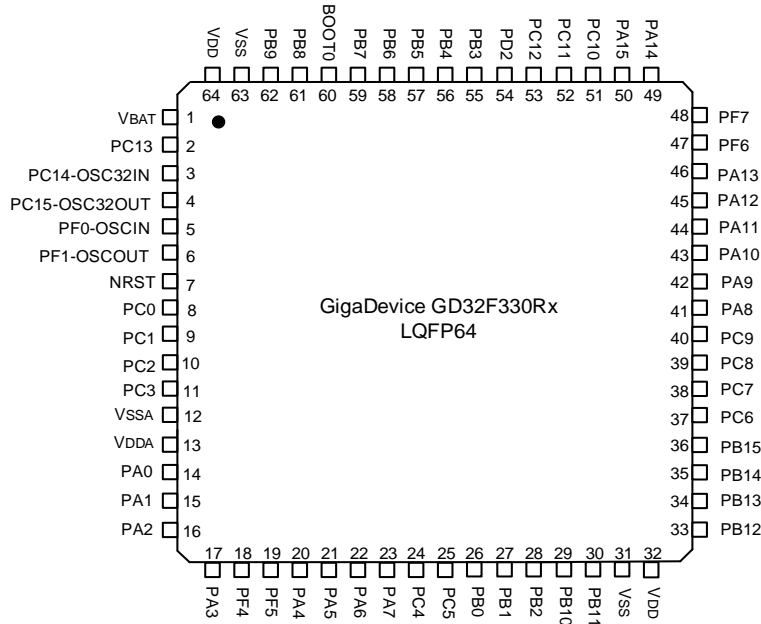 VDD VSS PB9 PB8 BOOT0 PB7 PB6 PB5 PB4 PB3 PD2 PC12 PC11 PC10 PA15 PA14
64 63 62 61 60 59 58 57 56 55 54 53 52 51 50 49
VBAT 1
PC13 2
PC14-OSC32IN 3
PC15-OSC32OUT 4
PF0-OSCIN 5
PF1-OSCOUT 6
NRST 7
PC0 8
PC1 9
PC2 10
PC3 11
VSSA 12
VDDA 13
PA0 14
PA1 15
PA2 16
GigaDevice GD32F330Rx
LQFP64
48 PF7
47 PF6
46 PA13
45 PA12
44 PA11
43 PA10
42 PA9
41 PA8
40 PC9
39 PC8
38 PC7
37 PC6
36 PB15
35 PB14
34 PB13
33 PB12
17 18 19 20 21 22 23 24 25 26 27 28 29 30 31 32
PA3 PF4 PF5 PA4 PA5 PA6 PA7 PC4 PC5 PB0 PB1 PB2 PB10 PB11 VSS VDD